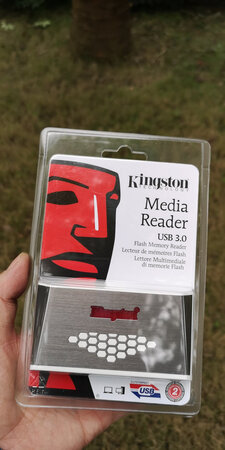 Kingston
TECHNOLOGY
Media
Reader
USB 3.0
Flash Memory Reader
Lecteur de mémoires Flash
Lettore Multimediale
di memorie Flash
Kingston
USB
2